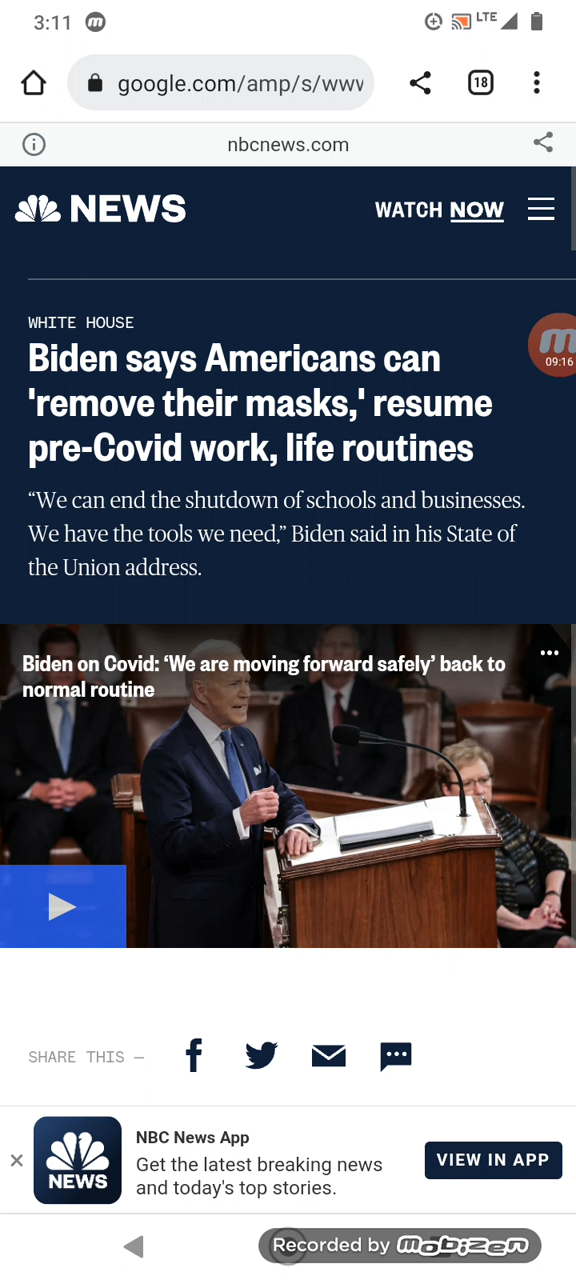 3:11 m LTE
google.com/amp/s/www 18
nbcnews.com
NEWS WATCH NOW
WHITE HOUSE
Biden says Americans can
'remove their masks,' resume
pre-Covid work, life routines
m
09:16
“We can end the shutdown of schools and businesses.
We have the tools we need,” Biden said in his State of
the Union address.
Biden on Covid: ‘We are moving forward safely’ back to
normal routine
SHARE THIS —
NEWS
NBC News App
Get the latest breaking news
and today's top stories.
VIEW IN APP
Recorded by mobizen